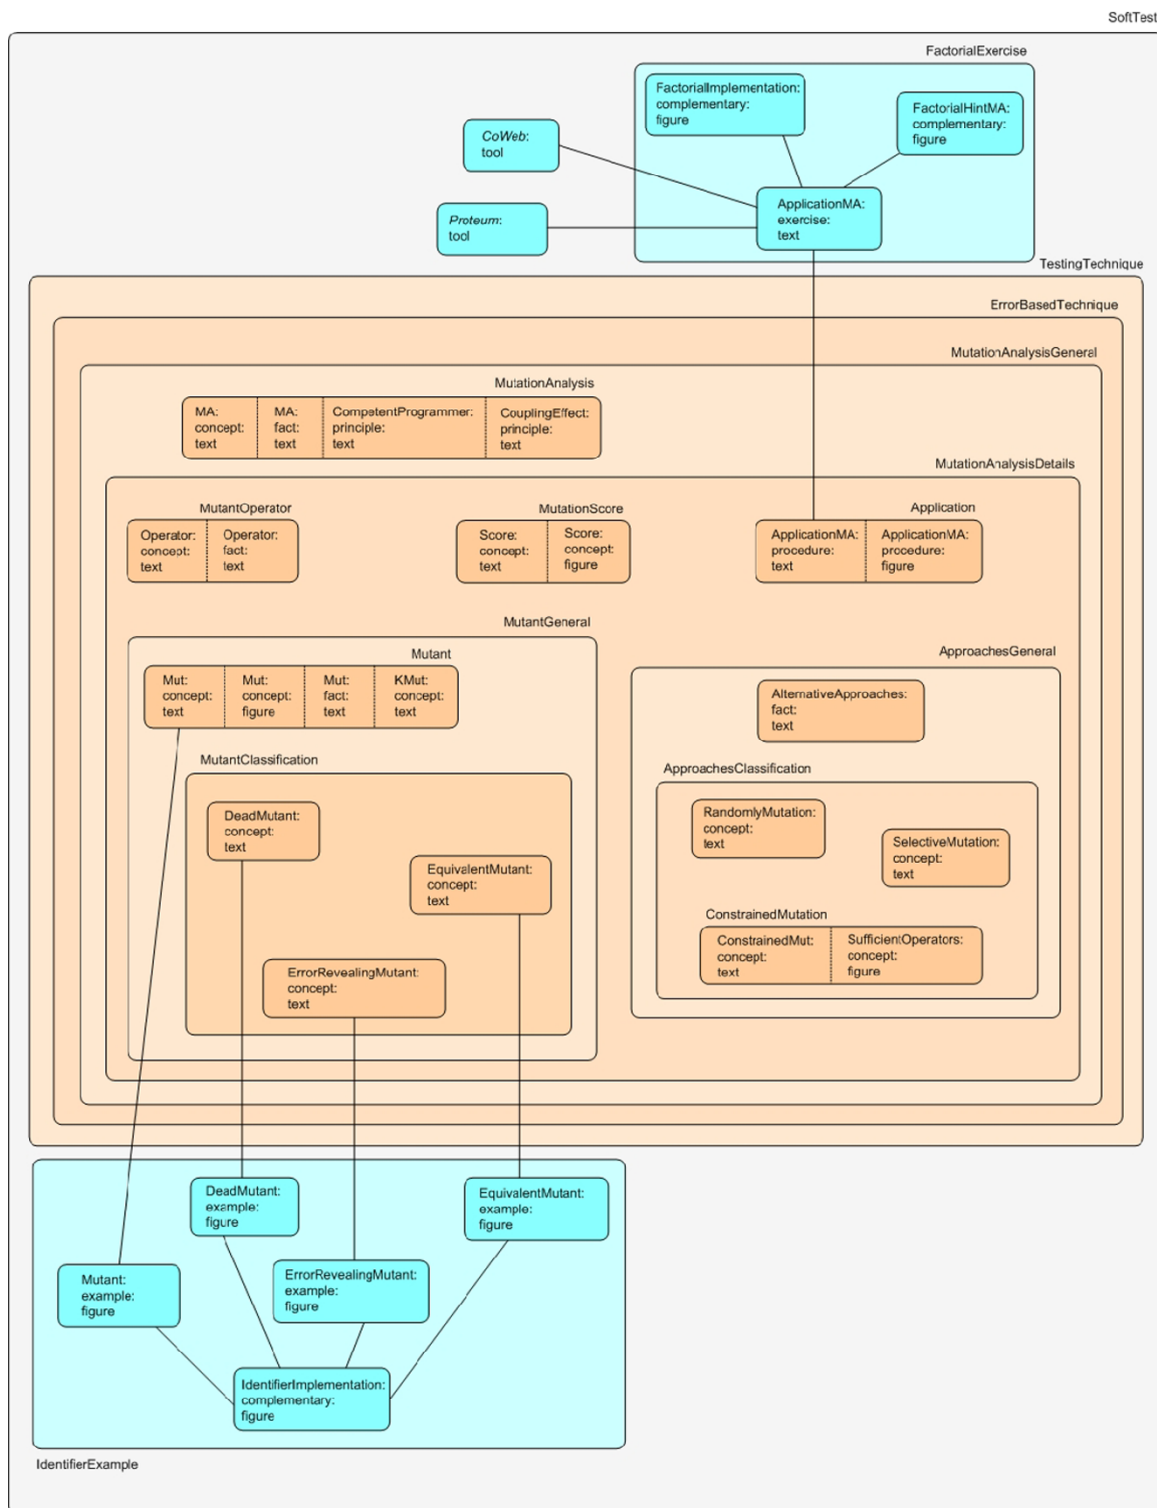 SoftTest
FactorialExercise
FactorialImplementation:
complementary:
figure
FactorialHintMA:
complementary:
figure
CoWeb:
tool
Proteum:
tool
ApplicationMA:
exercise:
text
TestingTechnique
ErrorBasedTechnique
MutationAnalysisGeneral
MutationAnalysis
MA:
concept:
text
MA:
fact:
text
CompetentProgrammer:
principle:
text
CouplingEffect:
principle:
text
MutationAnalysisDetails
MutantOperator
Operator:
concept:
text
Operator:
fact:
text
MutationScore
Score:
concept:
text
Score:
concept:
figure
Application
ApplicationMA:
procedure:
text
ApplicationMA:
procedure:
figure
MutantGeneral
Mutant
Mut:
concept:
text
Mut:
concept:
figure
Mut:
fact:
text
KMut:
concept:
text
MutantClassification
DeadMutant:
concept:
text
EquivalentMutant:
concept:
text
ErrorRevealingMutant:
concept:
text
ApproachesGeneral
AlternativeApproaches:
fact:
text
ApproachesClassification
RandomlyMutation:
concept:
text
SelectiveMutation:
concept:
text
ConstrainedMutation
ConstrainedMut:
concept:
text
SufficientOperators:
concept:
figure
DeadMutant:
example:
figure
EquivalentMutant:
example:
figure
Mutant:
example:
figure
ErrorRevealingMutant:
example:
figure
IdentifierImplementation:
complementary:
figure
IdentifierExample